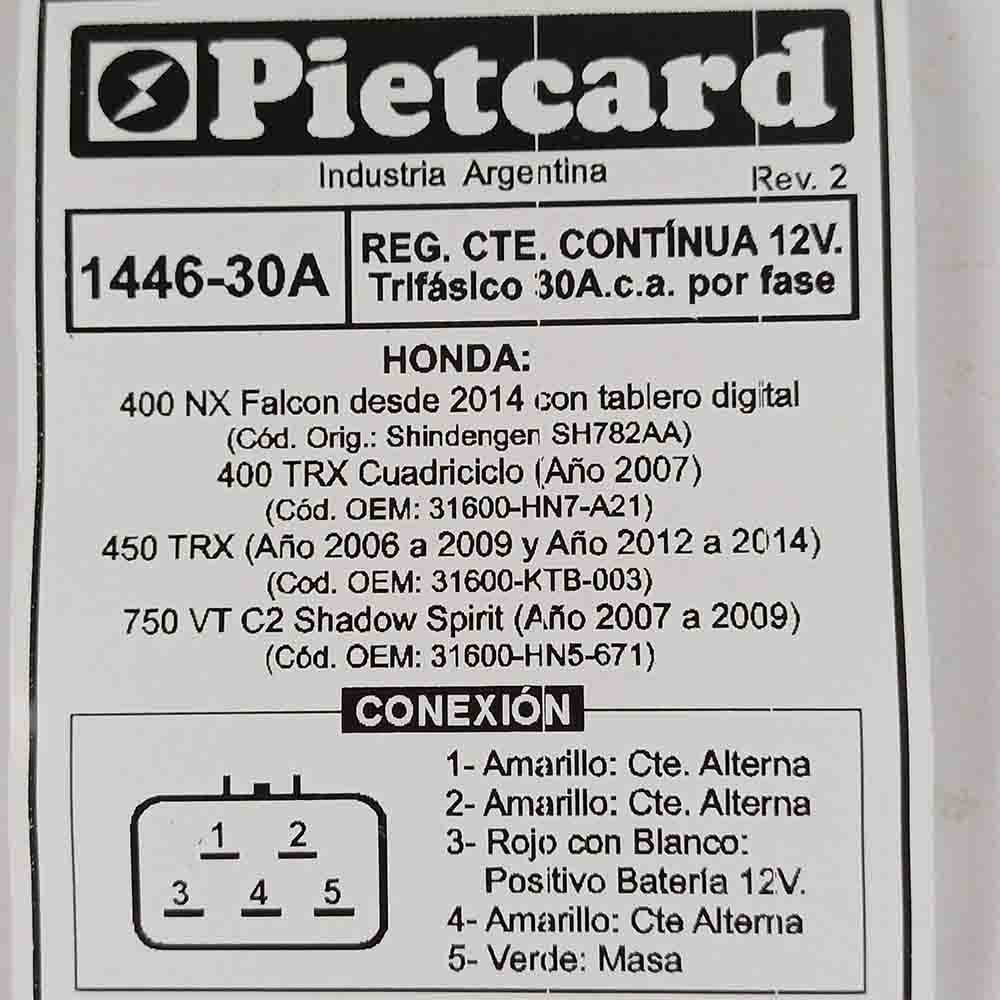 Pietcard
Industria Argentina
Rev. 2
1446-30A
REG. CTE. CONTÍNUA 12V.
Trifásico 30A.c.a. por fase
HONDA:
400 NX Falcon desde 2014 con tablero digital
(Cód. Orig.: Shindengen SH782AA)
400 TRX Cuadriciclo (Año 2007)
(Cód. OEM: 31600-HN7-A21)
450 TRX (Año 2006 a 2009 y Año 2012 a 2014)
(Cod. OEM: 31600-KTB-003)
750 VT C2 Shadow Spirit (Año 2007 a 2009)
(Cód. OEM: 31600-HN5-671)
CONEXIÓN
1 2
3 4 5
1- Amarillo: Cte. Alterna
2- Amarillo: Cte. Alterna
3- Rojo con Blanco:
Positivo Batería 12V.
4- Amarillo: Cte Alterna
5- Verde: Masa